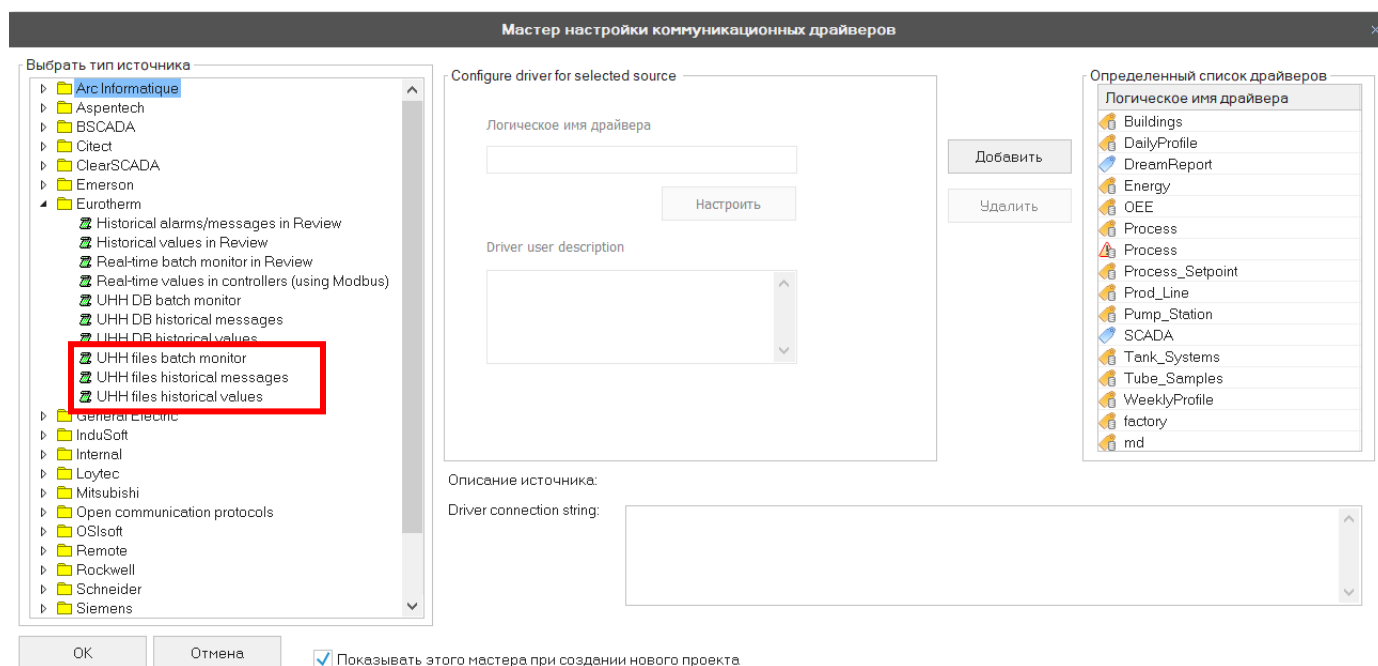 Мастер настройки коммуникационных драйверов
Выбрать тип источника
Arc Informatique
Aspentech
BSCADA
Citect
ClearSCADA
Emerson
Eurotherm
Historical alarms/messages in Review
Historical values in Review
Real-time batch monitor in Review
Real-time values in controllers (using Modbus)
UHH DB batch monitor
UHH DB historical messages
UHH DB historical values
UHH files batch monitor
UHH files historical messages
UHH files historical values
General Electric
InduSoft
Internal
Loytec
Mitsubishi
Open communication protocols
OSIsoft
Remote
Rockwell
Schneider
Siemens
Configure driver for selected source
Логическое имя драйвера
Настроить
Driver user description
Добавить
Удалить
Определенный список драйверов
Логическое имя драйвера
Buildings
DailyProfile
DreamReport
Energy
OEE
Process
Process
Process_Setpoint
Prod_Line
Pump_Station
SCADA
Tank_Systems
Tube_Samples
WeeklyProfile
factory
md
Описание источника:
Driver connection string:
OK
Отмена
Показывать этого мастера при создании нового проекта